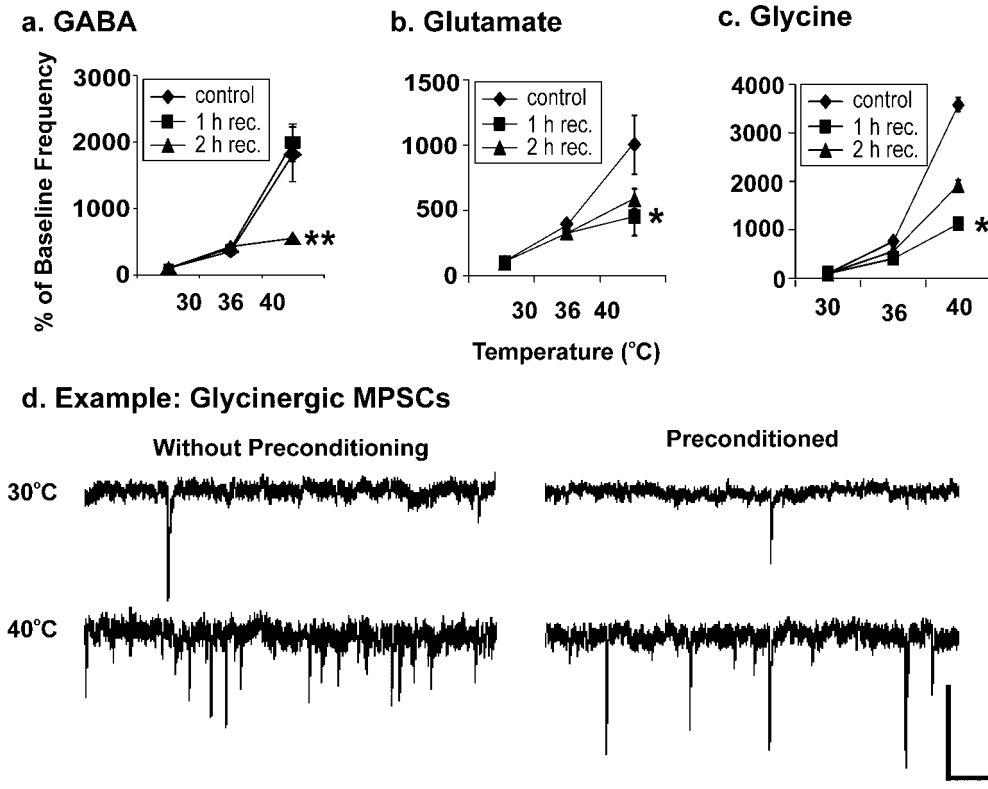 a. GABA
b. Glutamate
c. Glycine
% of Baseline Frequency
3000
2000
1000
0
control
1 h rec.
2 h rec.
**
30 36 40
1500
1000
500
0
control
1 h rec.
2 h rec.
*
30 36 40
4000
3000
2000
1000
0
control
1 h rec.
2 h rec.
*
30 36 40
Temperature (°C)
d. Example: Glycinergic MPSCs
Without Preconditioning
Preconditioned
30°C
40°C